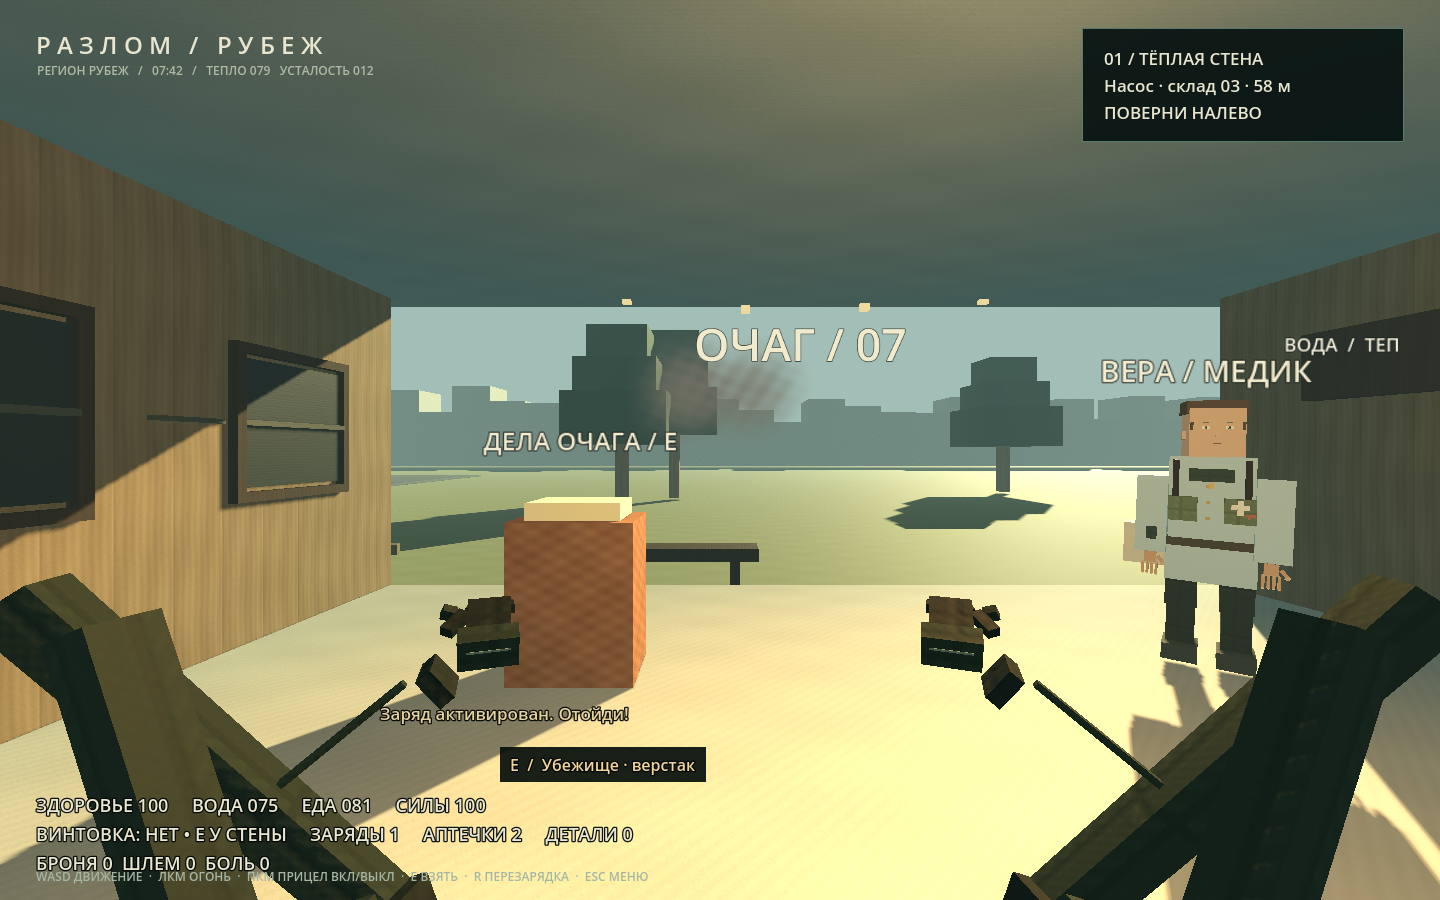 РАЗЛОМ / РУБЕЖ
РЕГИОН РУБЕЖ / 07:42 / ТЕПЛО 079 УСТАЛОСТЬ 012
01 / ТЁПЛАЯ СТЕНА
Насос · склад 03 · 58 м
ПОВЕРНИ НАЛЕВО
ОЧАГ / 07
ВОДА / ТЕП
ВЕРА / МЕДИК
ДЕЛА ОЧАГА / E
Заряд активирован. Отойди!
E / Убежище · верстак
ЗДОРОВЬЕ 100 ВОДА 075 ЕДА 081 СИЛЫ 100
ВИНТОВКА: НЕТ • E У СТЕНЫ ЗАРЯДЫ 1 АПТЕЧКИ 2 ДЕТАЛИ 0
БРОНЯ 0 ШЛЕМ 0 БОЛЬ 0
WASD ДВИЖЕНИЕ · ЛКМ ОГОНЬ · ПКМ ПРИЦЕЛ ВКЛ/ВЫКЛ · E ВЗЯТЬ · R ПЕРЕЗАРЯДКА · ESC МЕНЮ